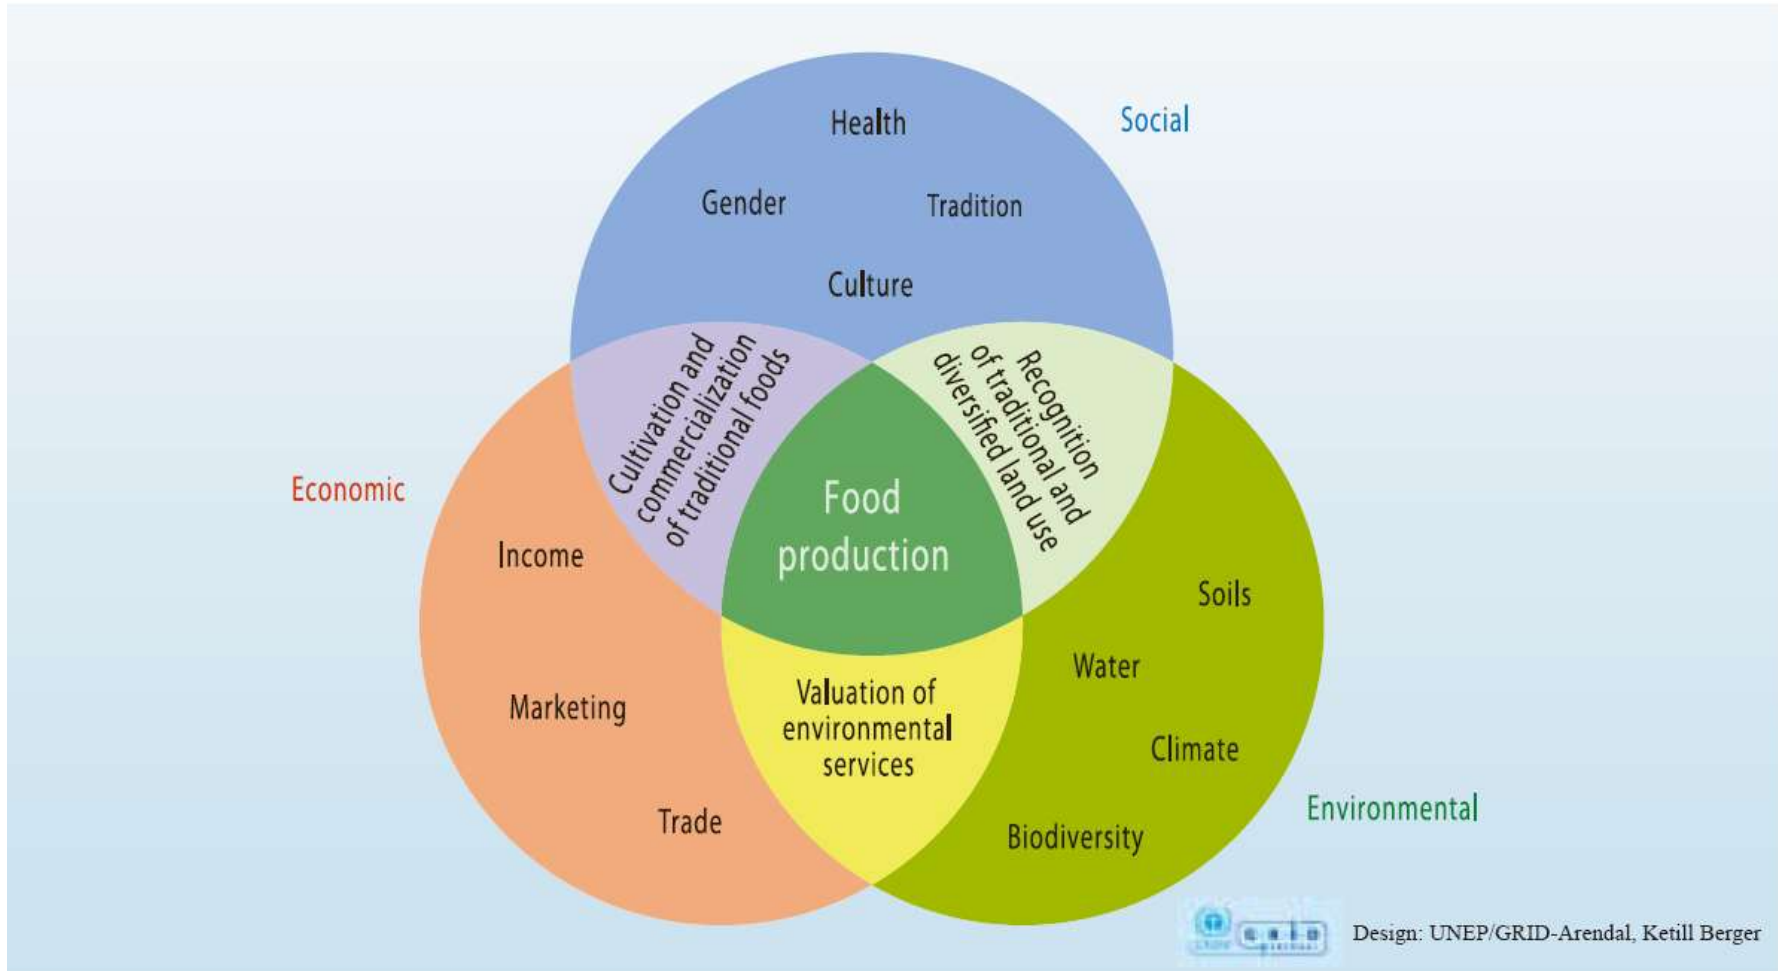 Health
Social
Gender
Tradition
Culture
Cultivation and
commercialization
of traditional foods
Recognition
of traditional and
diversified land use
Economic
Food
production
Income
Soils
Water
Marketing
Valuation of
environmental
services
Climate
Trade
Biodiversity
Environmental
Design: UNEP/GRID-Arendal, Ketill Berger